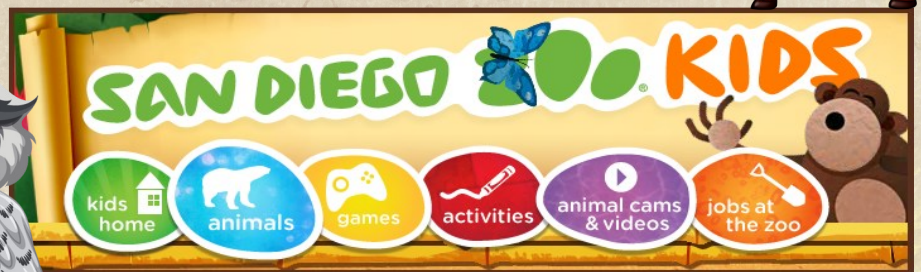 SAN DIEGO ZOO® KIDS
kids
home
animals
games
activities
animal cams
& videos
jobs at
the zoo